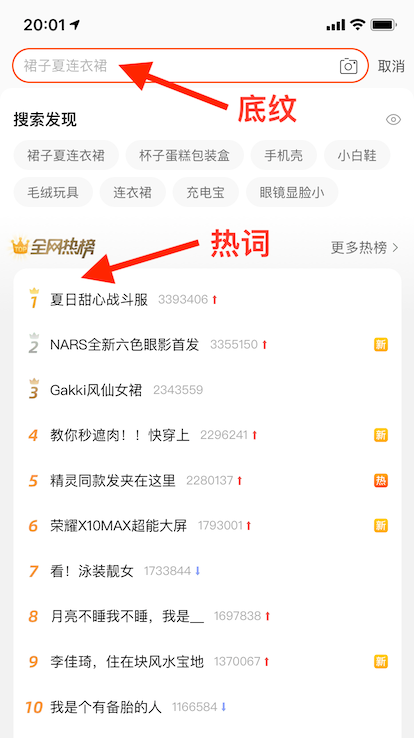 20:01
裙子夏连衣裙
取消
底纹
搜索发现
裙子夏连衣裙 杯子蛋糕包装盒 手机壳 小白鞋
毛绒玩具 连衣裙 充电宝 眼镜显脸小
TOP 全网热榜 热词 更多热榜 >
1 夏日甜心战斗服 3393406 ↑
2 NARS全新六色眼影首发 3355150 ↑ 新
3 Gakki风仙女裙 2343559
4 教你秒遮肉！！快穿上 2296241 ↑ 新
5 精灵同款发夹在这里 2280137 ↑ 热
6 荣耀X10MAX超能大屏 1793001 ↑ 新
7 看！泳装靓女 1733844 ↓
8 月亮不睡我不睡，我是__ 1697838 ↑
9 李佳琦，住在块风水宝地 1370067 ↑ 新
10 我是个有备胎的人 1166584 ↓